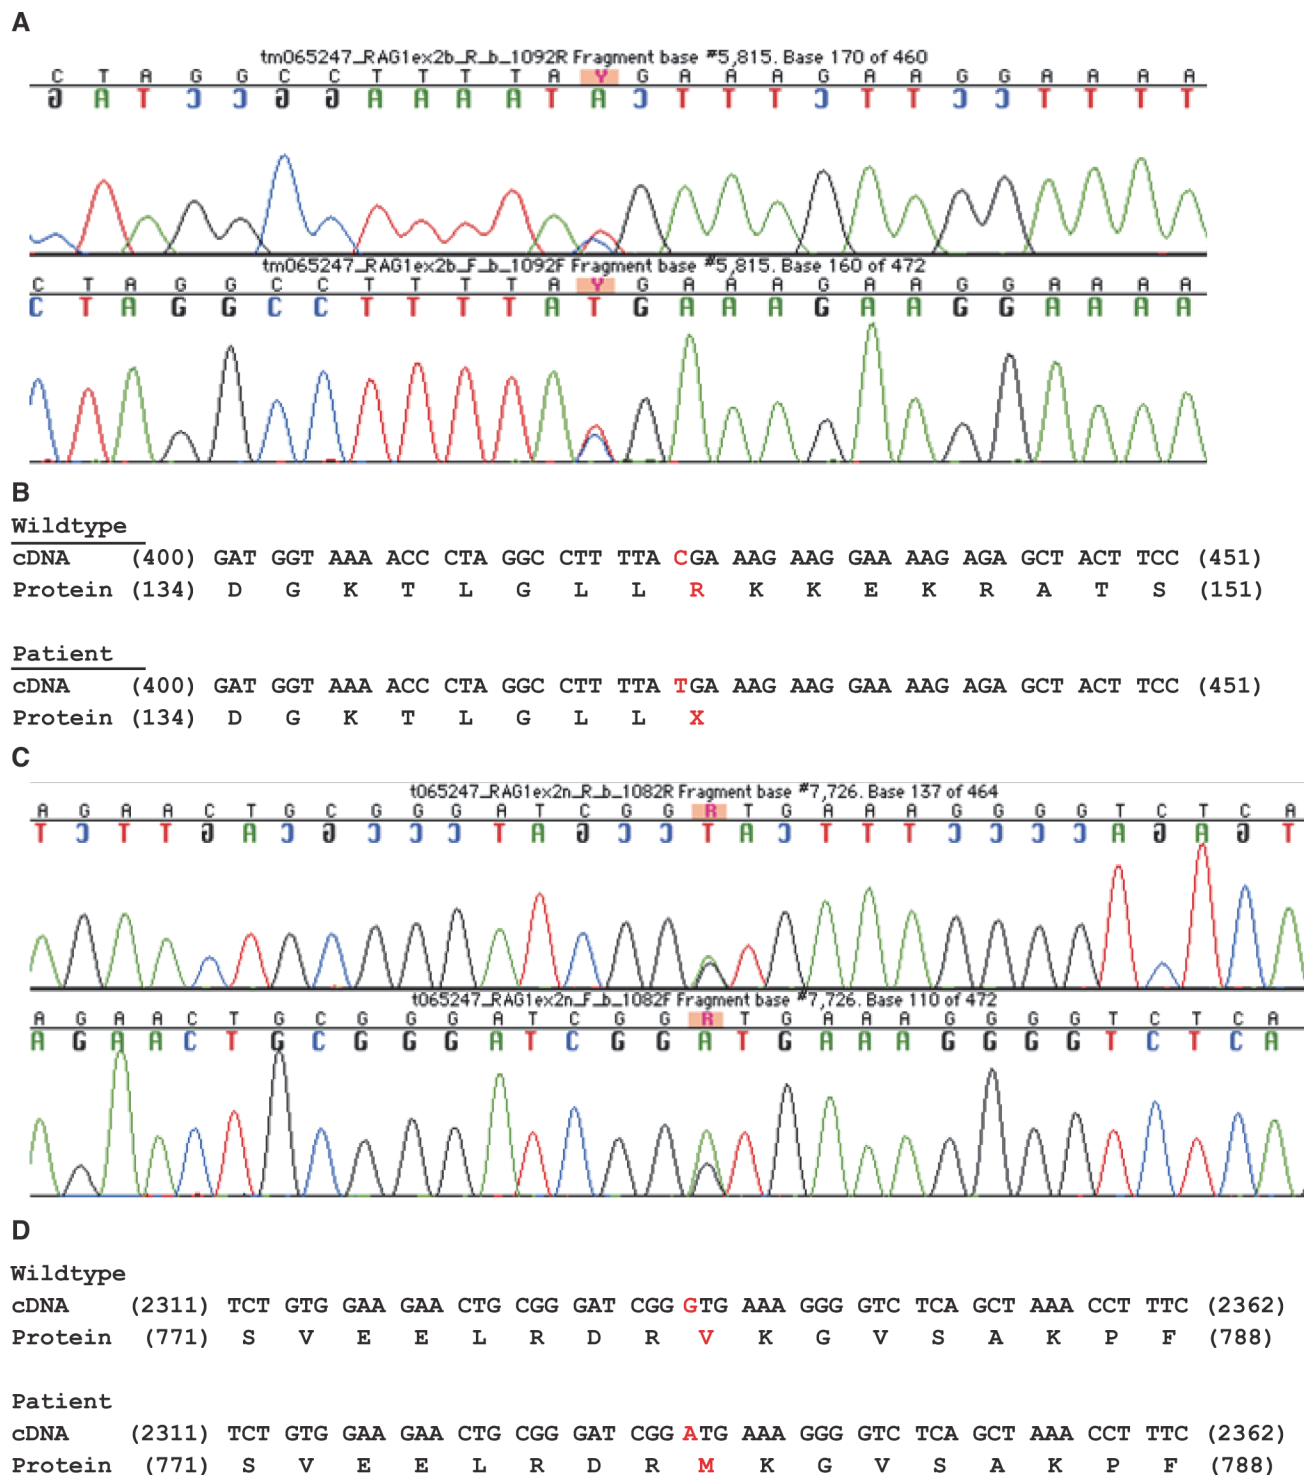 A
tm065247_RAG1ex2b_R_b_1092R Fragment base #5,815. Base 170 of 460
C T A G G C C T T T T A Y G A A A G A A G G A A A A
G A T C C G G A A A A T A C T T T C T T C C T T T T
tm065247_RAG1ex2b_F_b_1092F Fragment base #5,815. Base 160 of 472
C T A G G C C T T T T A Y G A A A G A A G G A A A A
C T A G G C C T T T T A T G A A A G A A G G A A A A
B
Wildtype
cDNA (400) GAT GGT AAA ACC CTA GGC CTT TTA CGA AAG AAG GAA AAG AGA GCT ACT TCC (451)
Protein (134) D G K T L G L L R K K E K R A T S (151)
Patient
cDNA (400) GAT GGT AAA ACC CTA GGC CTT TTA TGA AAG AAG GAA AAG AGA GCT ACT TCC (451)
Protein (134) D G K T L G L L X
C
t065247_RAG1ex2n_R_b_1082R Fragment base #7,726. Base 137 of 464
A G A A C T G C G G G A T C G G R T G A A A G G G G T C T C A
T C T T G A C G C C C T A G C C T A C T T T C C C C A G A G T
t065247_RAG1ex2n_F_b_1082F Fragment base #7,726. Base 110 of 472
A G A A C T G C G G G A T C G G R T G A A A G G G G T C T C A
A G A A C T G C G G G A T C G G A T G A A A G G G G T C T C A
D
Wildtype
cDNA (2311) TCT GTG GAA GAA CTG CGG GAT CGG GTG AAA GGG GTC TCA GCT AAA CCT TTC (2362)
Protein (771) S V E E L R D R V K G V S A K P F (788)
Patient
cDNA (2311) TCT GTG GAA GAA CTG CGG GAT CGG ATG AAA GGG GTC TCA GCT AAA CCT TTC (2362)
Protein (771) S V E E L R D R M K G V S A K P F (788)